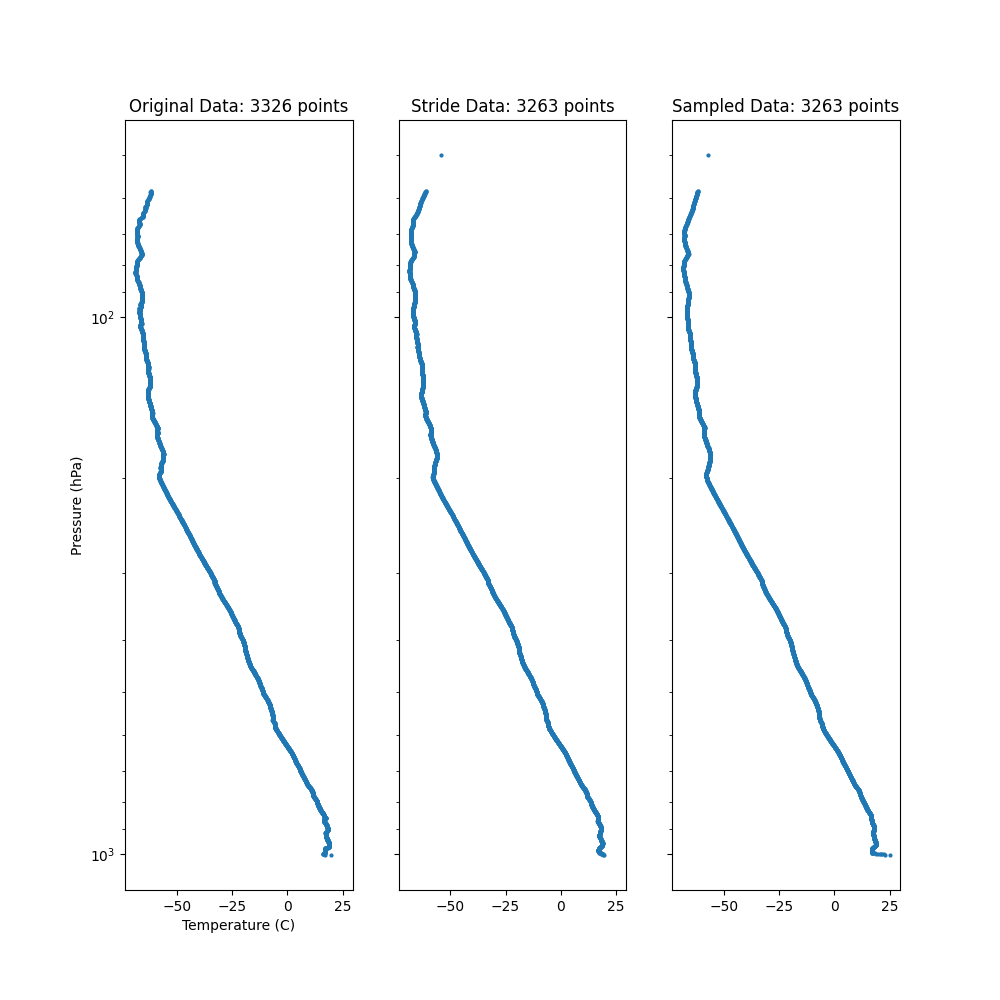 Original Data: 3326 points
Stride Data: 3263 points
Sampled Data: 3263 points
Pressure (hPa)
10²
10³
−50 −25 0 25
−50 −25 0 25
−50 −25 0 25
Temperature (C)